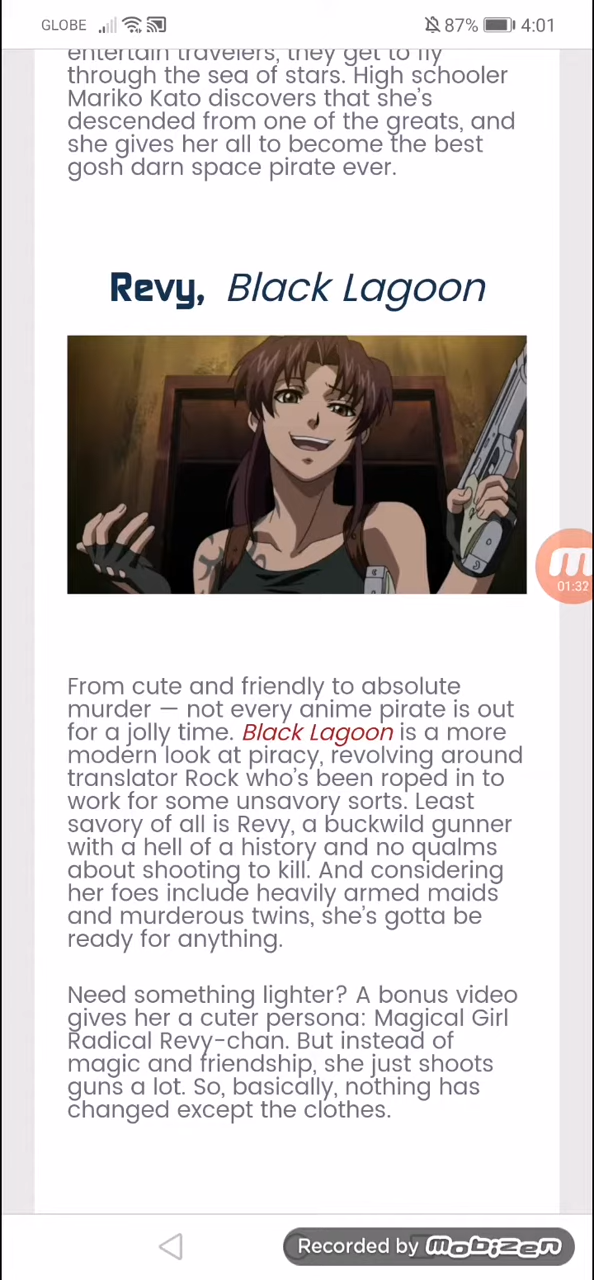 GLOBE 87% 4:01
entertain travelers, they get to fly
through the sea of stars. High schooler
Mariko Kato discovers that she's
descended from one of the greats, and
she gives her all to become the best
gosh darn space pirate ever.
Revy, Black Lagoon
01:32
From cute and friendly to absolute
murder — not every anime pirate is out
for a jolly time. Black Lagoon is a more
modern look at piracy, revolving around
translator Rock who's been roped in to
work for some unsavory sorts. Least
savory of all is Revy, a buckwild gunner
with a hell of a history and no qualms
about shooting to kill. And considering
her foes include heavily armed maids
and murderous twins, she's gotta be
ready for anything.
Need something lighter? A bonus video
gives her a cuter persona: Magical Girl
Radical Revy-chan. But instead of
magic and friendship, she just shoots
guns a lot. So, basically, nothing has
changed except the clothes.
Recorded by mobizen